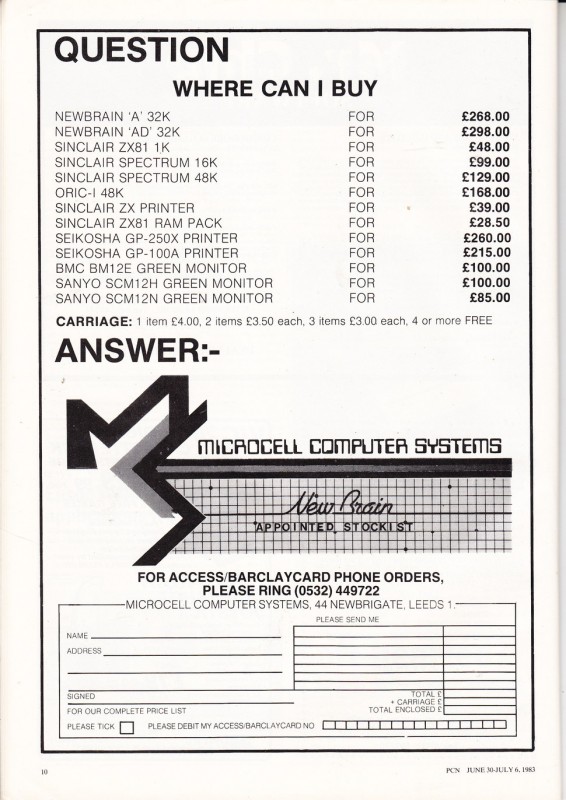 QUESTION
WHERE CAN I BUY
NEWBRAIN 'A' 32K FOR £268.00
NEWBRAIN 'AD' 32K FOR £298.00
SINCLAIR ZX81 1K FOR £48.00
SINCLAIR SPECTRUM 16K FOR £99.00
SINCLAIR SPECTRUM 48K FOR £129.00
ORIC-I 48K FOR £168.00
SINCLAIR ZX PRINTER FOR £39.00
SINCLAIR ZX81 RAM PACK FOR £28.50
SEIKOSHA GP-250X PRINTER FOR £260.00
SEIKOSHA GP-100A PRINTER FOR £215.00
BMC BM12E GREEN MONITOR FOR £100.00
SANYO SCM12H GREEN MONITOR FOR £100.00
SANYO SCM12N GREEN MONITOR FOR £85.00
CARRIAGE: 1 item £4.00, 2 items £3.50 each, 3 items £3.00 each, 4 or more FREE
ANSWER:-
MICROCELL COMPUTER SYSTEMS
New Brain
APPOINTED STOCKIST
FOR ACCESS/BARCLAYCARD PHONE ORDERS,
PLEASE RING (0532) 449722
MICROCELL COMPUTER SYSTEMS, 44 NEWBRIGATE, LEEDS 1.
PLEASE SEND ME
NAME
ADDRESS
SIGNED
TOTAL £
+ CARRIAGE £
FOR OUR COMPLETE PRICE LIST
TOTAL ENCLOSED £
PLEASE TICK PLEASE DEBIT MY ACCESS/BARCLAYCARD NO
10 PCN JUNE 30-JULY 6, 1983